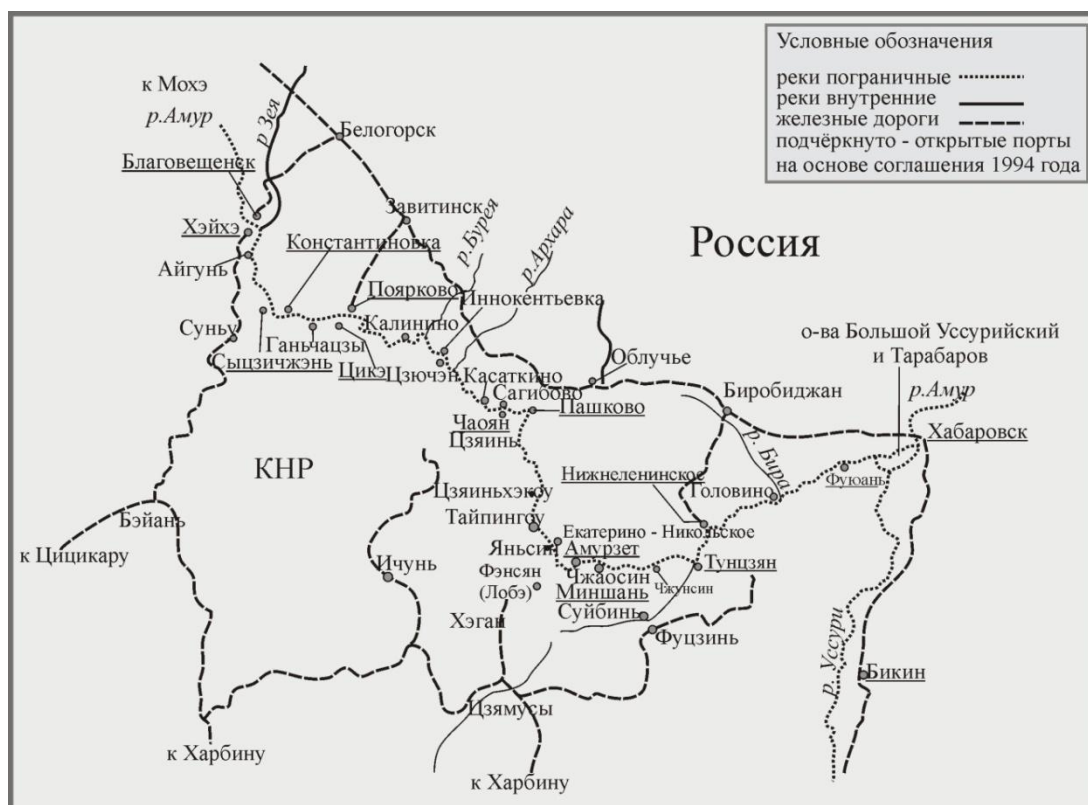 Условные обозначения
реки пограничные
реки внутренние
железные дороги
подчёркнуто - открытые порты
на основе соглашения 1994 года
к Мохэ
р.Амур
р Зея
Белогорск
Благовещенск
Завитинск
р.Бурея
р.Архара
Россия
Хэйхэ
Константиновка
Айгунь
Поярково
Иннокентьевка
Калинино
Суньу
Ганьчацзы
Сыцзичжэнь
Цикэ
Цзючэн
Касаткино
Облучье
о-ва Большой Уссурийский
и Тарабаров
р.Амур
Сагибово
Биробиджан
Пашково
Чаоян
Цзяинь
Хабаровск
р. Бира
КНР
Нижнеленинское
Фуюань
Цзяиньхэкоу
Головино
Тайпингоу
Бэйань
Екатерино - Никольское
к Цицикару
Яньсин
Амурзет
Тунцзян
Ичунь
Фэнсян
(Лобэ)
Чжаосин
Чжунсин
Миншань
Суйбинь
Хэган
Фуцзинь
р. Уссури
Бикин
Цзямусы
к Харбину
к Харбину